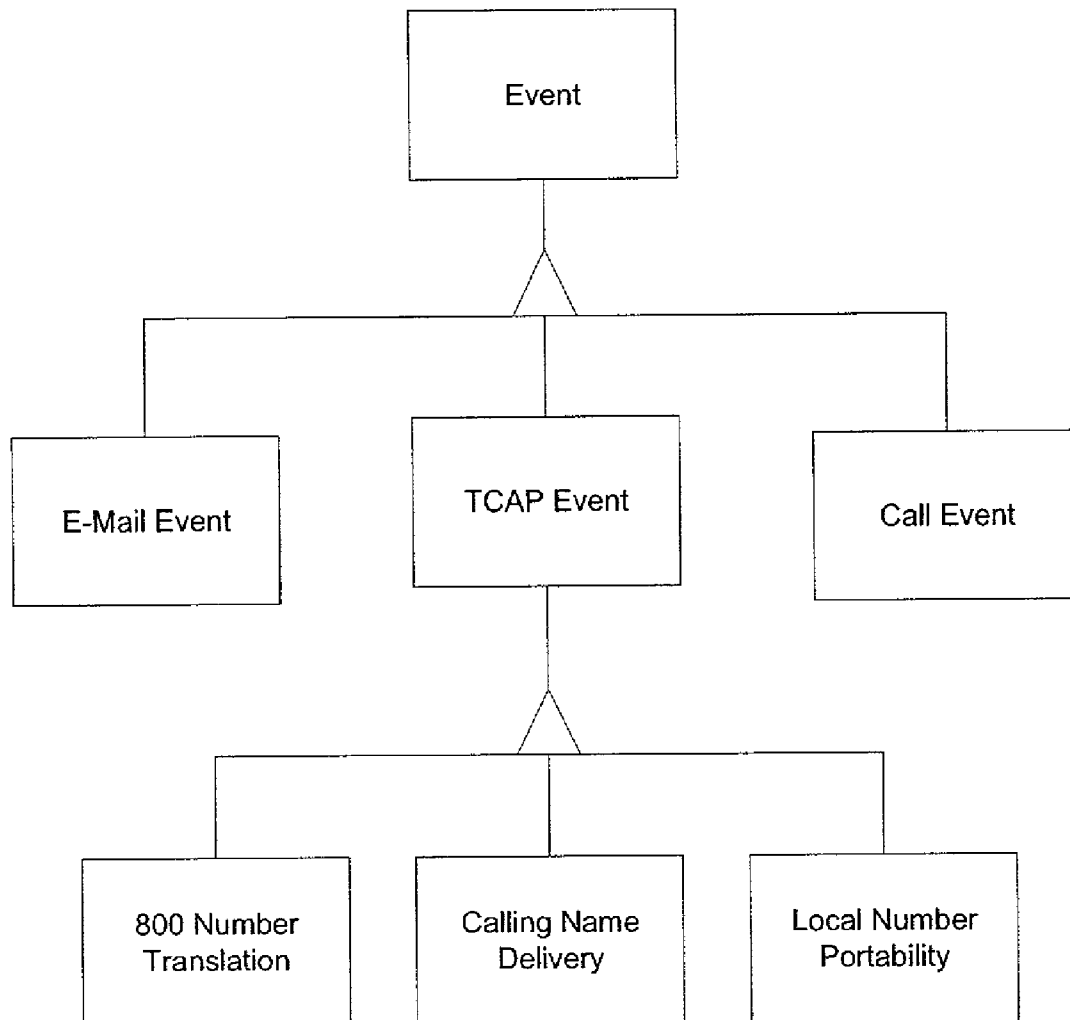 Event
E-Mail Event
TCAP Event
Call Event
800 Number
Translation
Calling Name
Delivery
Local Number
Portability